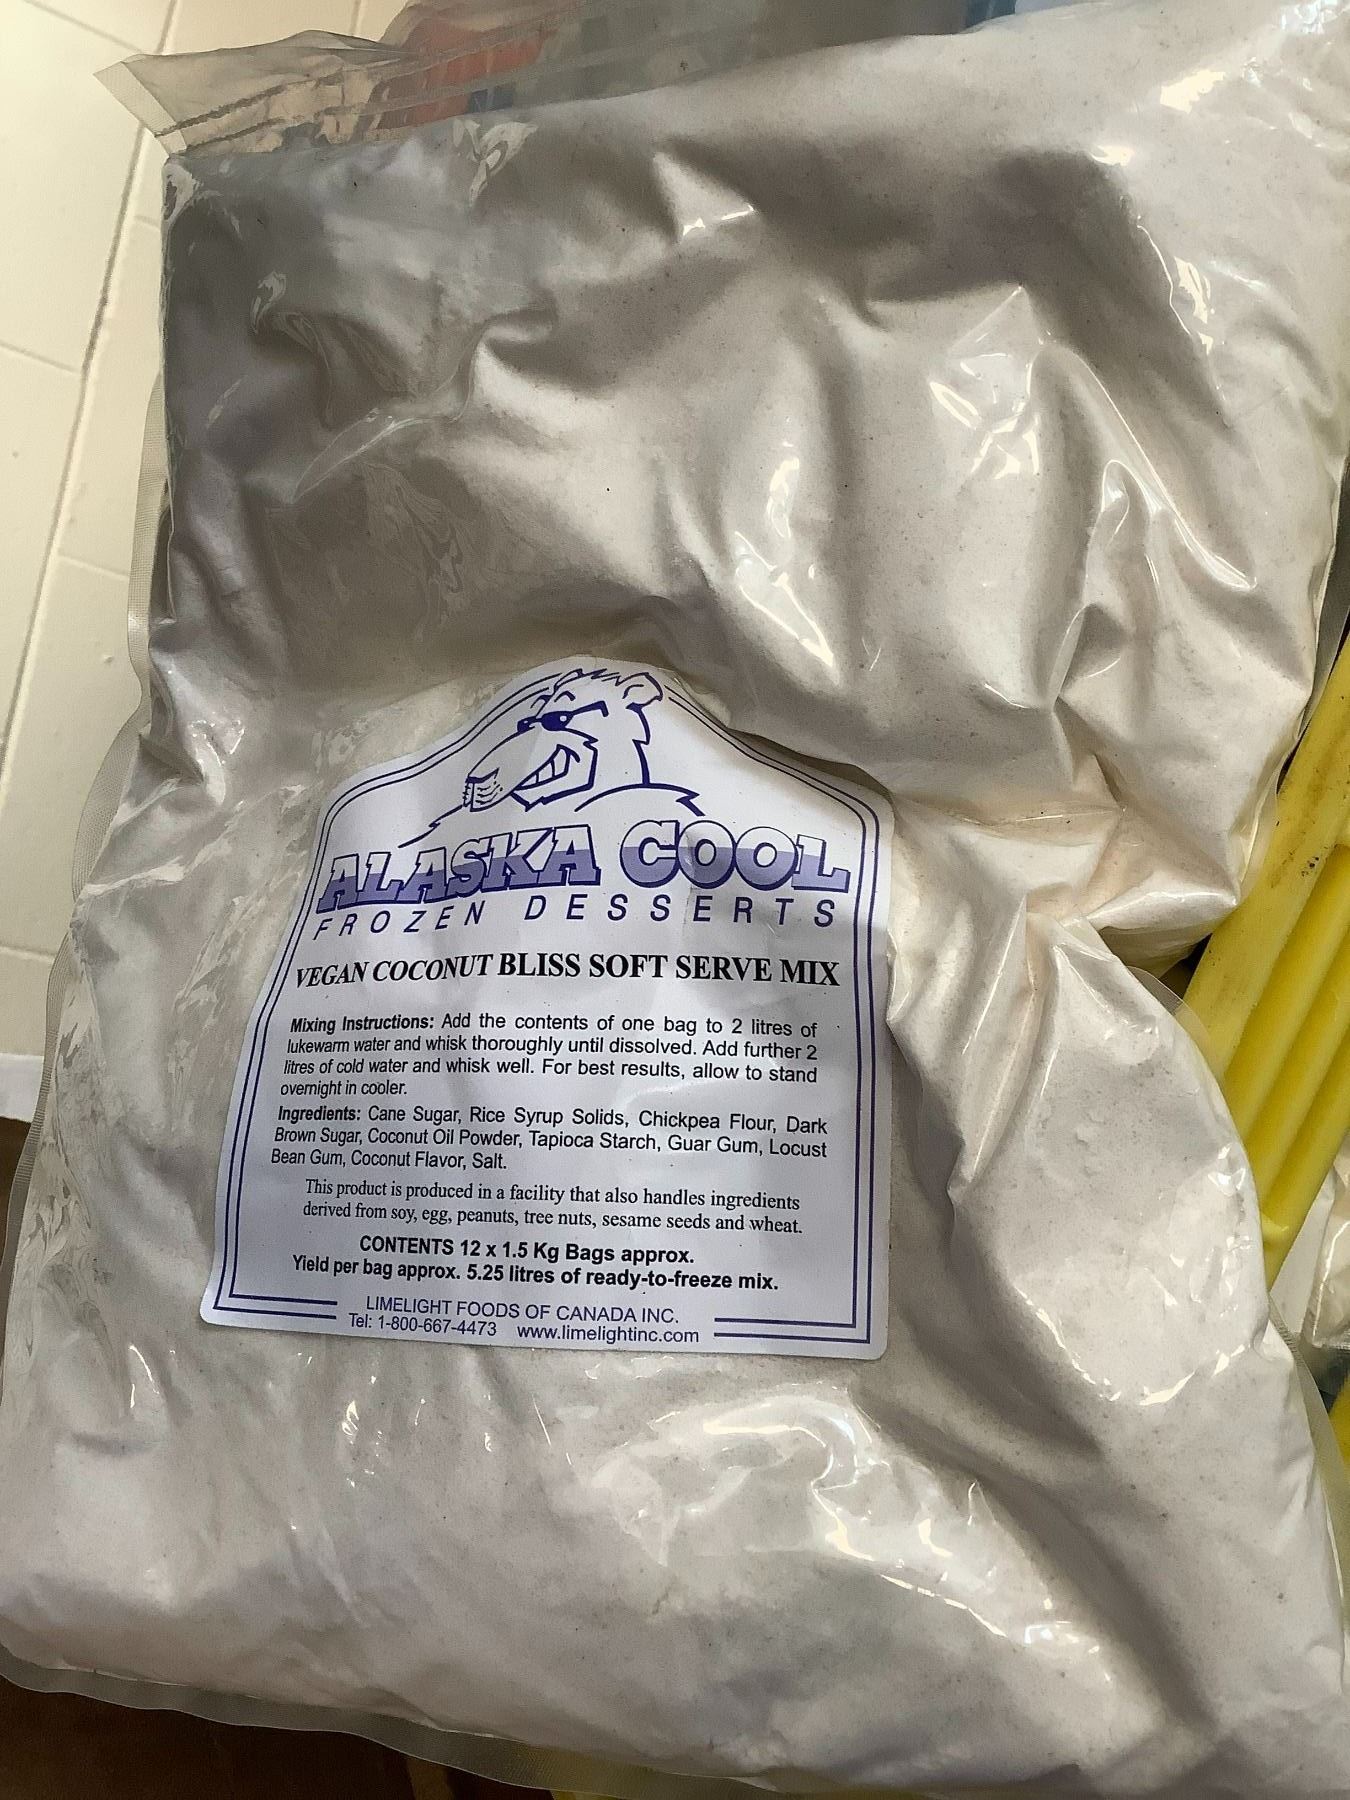 ALASKA COOL
FROZEN DESSERTS
VEGAN COCONUT BLISS SOFT SERVE MIX
Mixing Instructions: Add the contents of one bag to 2 litres of
lukewarm water and whisk thoroughly until dissolved. Add further 2
litres of cold water and whisk well. For best results, allow to stand
overnight in cooler.
Ingredients: Cane Sugar, Rice Syrup Solids, Chickpea Flour, Dark
Brown Sugar, Coconut Oil Powder, Tapioca Starch, Guar Gum, Locust
Bean Gum, Coconut Flavor, Salt.
This product is produced in a facility that also handles ingredients
derived from soy, egg, peanuts, tree nuts, sesame seeds and wheat.
CONTENTS 12 x 1.5 Kg Bags approx.
Yield per bag approx. 5.25 litres of ready-to-freeze mix.
LIMELIGHT FOODS OF CANADA INC.
Tel: 1-800-667-4473 www.limelightinc.com